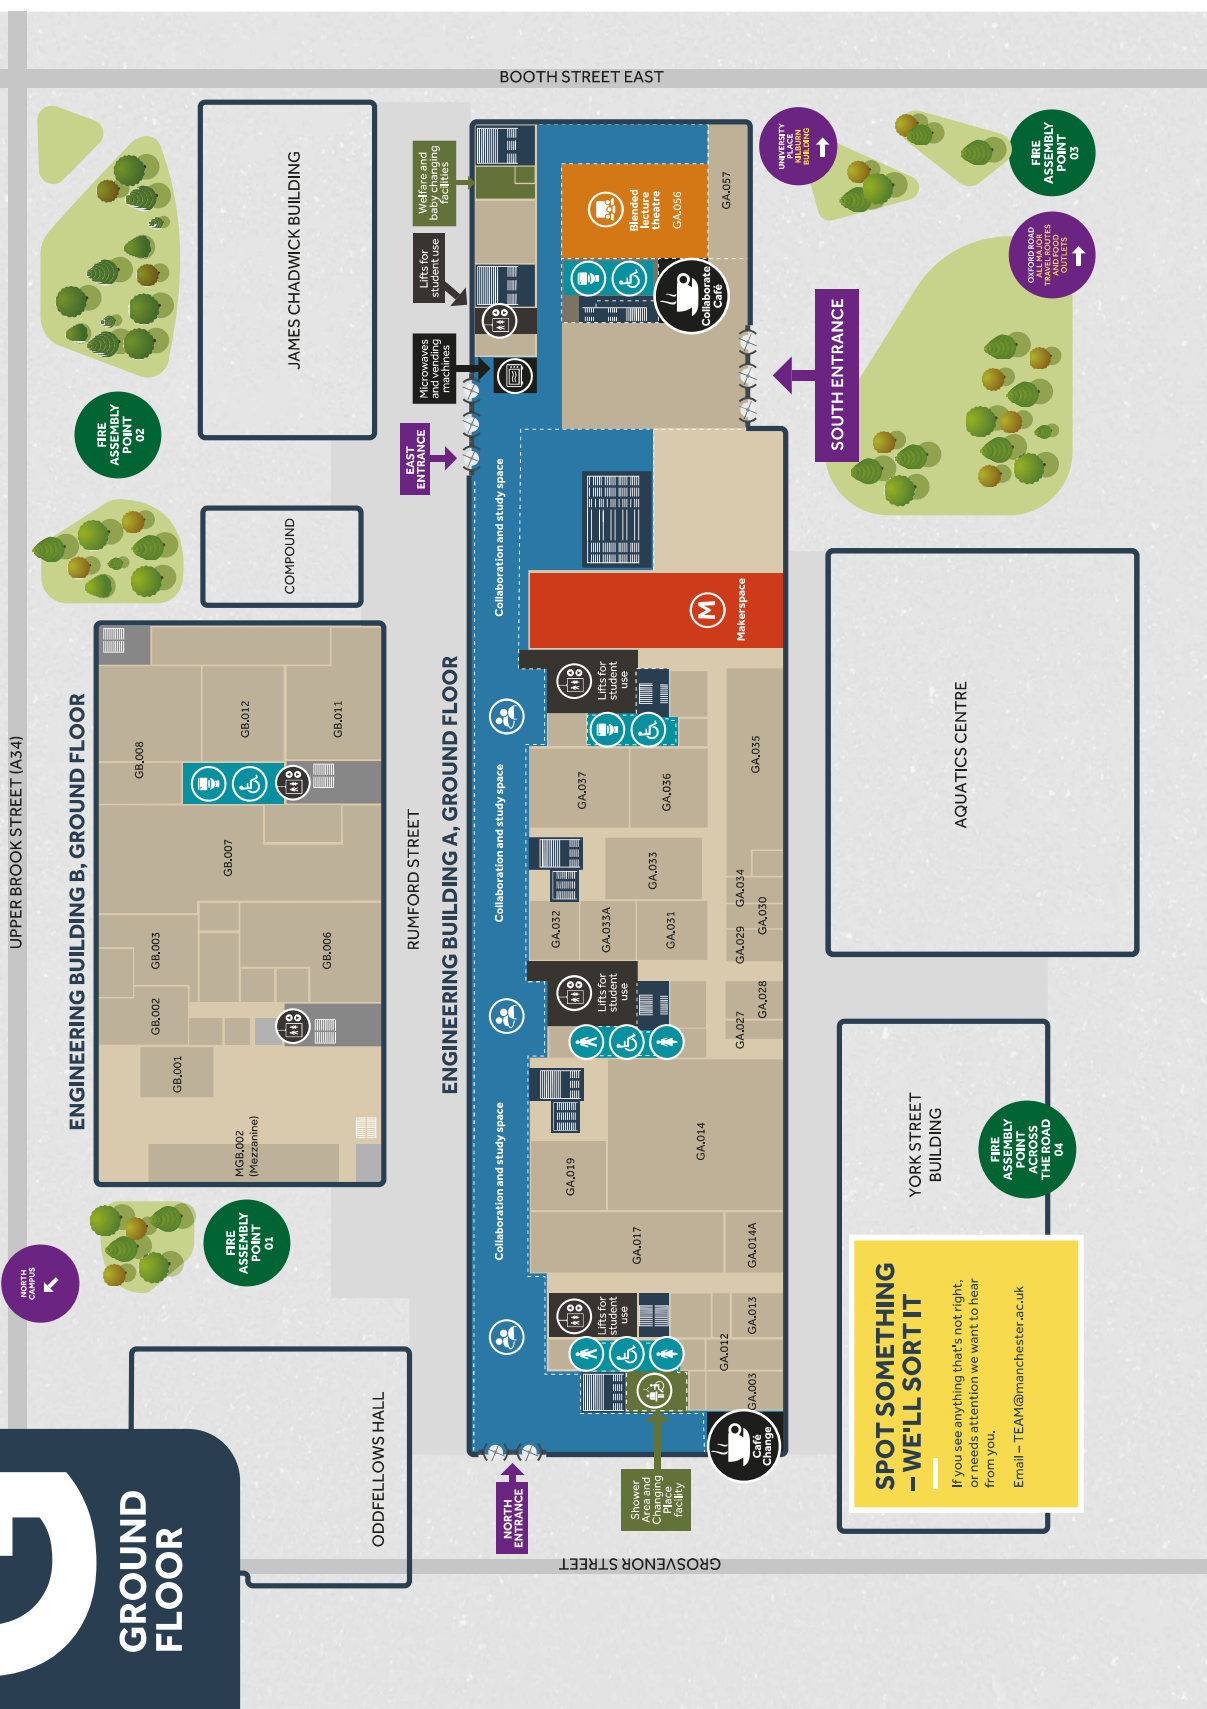 BOOTH STREET EAST
UPPER BROOK STREET (A34)
JAMES CHADWICK BUILDING
FIRE
ASSEMBLY
POINT
02
COMPOUND
ENGINEERING BUILDING B, GROUND FLOOR
GB.008
GB.012
GB.011
GB.007
GB.003
GB.006
GB.002
GB.001
MGB.002
(Mezzanine)
RUMFORD STREET
NORTH
CAMPUS
FIRE
ASSEMBLY
POINT
01
ODDFELLOWS HALL
G
GROUND
FLOOR
GROSVENOR STREET
ENGINEERING BUILDING A, GROUND FLOOR
Welfare and
baby changing
facilities
Lifts for
student use
Microwaves
and vending
machines
EAST
ENTRANCE
Blended
lecture
theatre
GA.056
GA.057
Collaborate
Café
Collaboration and study space
M
Makerspace
Lifts for
student
use
Collaboration and study space
GA.037
GA.036
GA.035
GA.033
GA.034
GA.032
GA.033A
GA.031
GA.030
GA.029
Lifts for
student
use
GA.028
GA.027
Collaboration and study space
GA.014
GA.019
GA.017
GA.014A
Lifts for
student
use
GA.013
GA.012
GA.003
Café
Change
Shower
Area and
Changing
Place
facility
NORTH
ENTRANCE
UNIVERSITY
PLACE
KILBURN
BUILDING
FIRE
ASSEMBLY
POINT
03
OXFORD ROAD
ALL MAJOR
TRAVEL ROUTES
AND FOOD
OUTLETS
SOUTH ENTRANCE
AQUATICS CENTRE
YORK STREET
BUILDING
FIRE
ASSEMBLY
POINT
ACROSS
THE ROAD
04
SPOT SOMETHING
– WE'LL SORT IT
If you see anything that's not right,
or needs attention we want to hear
from you.
Email – TEAM@manchester.ac.uk